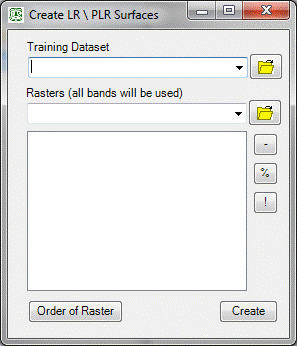 Create LR \ PLR Surfaces
Training Dataset
Rasters (all bands will be used)
-
%
!
Order of Raster
Create